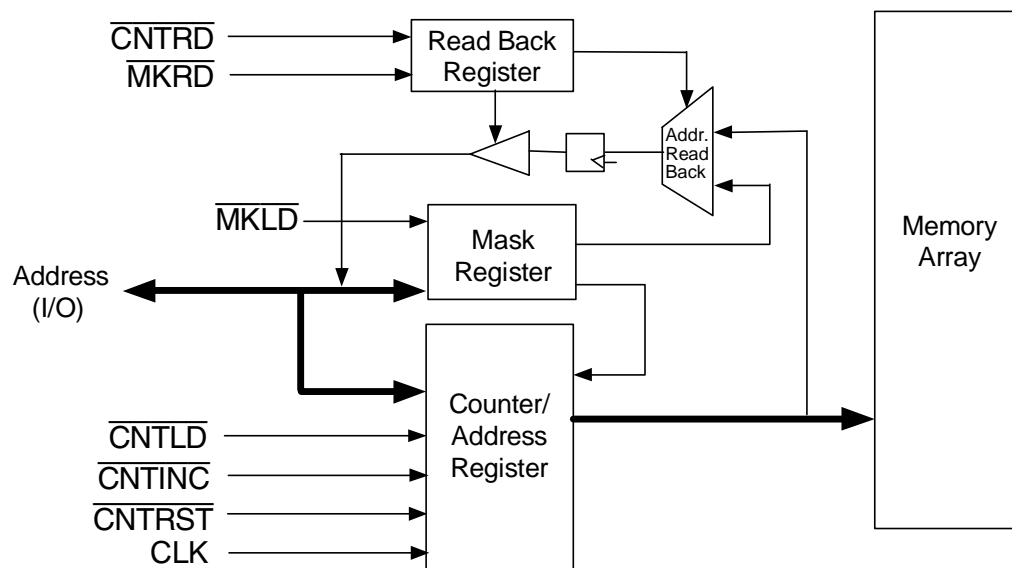 CNTRD
MKRD
Read Back
Register
Addr.
Read
Back
MKLD
Mask
Register
Memory
Array
Address
(I/O)
Counter/
Address
Register
CNTLD
CNTINC
CNTRST
CLK